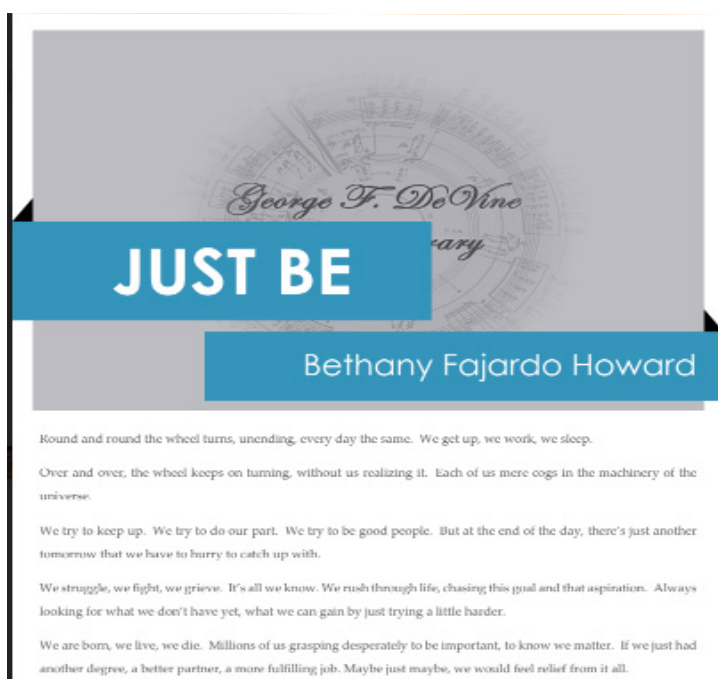 George F. DeVine
rary
JUST BE
Bethany Fajardo Howard
Round and round the wheel turns, unending, every day the same. We get up, we work, we sleep.
Over and over, the wheel keeps on turning, without us realizing it. Each of us mere cogs in the machinery of the
universe.
We try to keep up. We try to do our part. We try to be good people. But at the end of the day, there's just another
tomorrow that we have to hurry to catch up with.
We struggle, we fight, we grieve. It's all we know. We rush through life, chasing this goal and that aspiration. Always
looking for what we don't have yet, what we can gain by just trying a little harder.
We are born, we live, we die. Millions of us grasping desperately to be important, to know we matter. If we just had
another degree, a better partner, a more fulfilling job. Maybe just maybe, we would feel relief from it all.